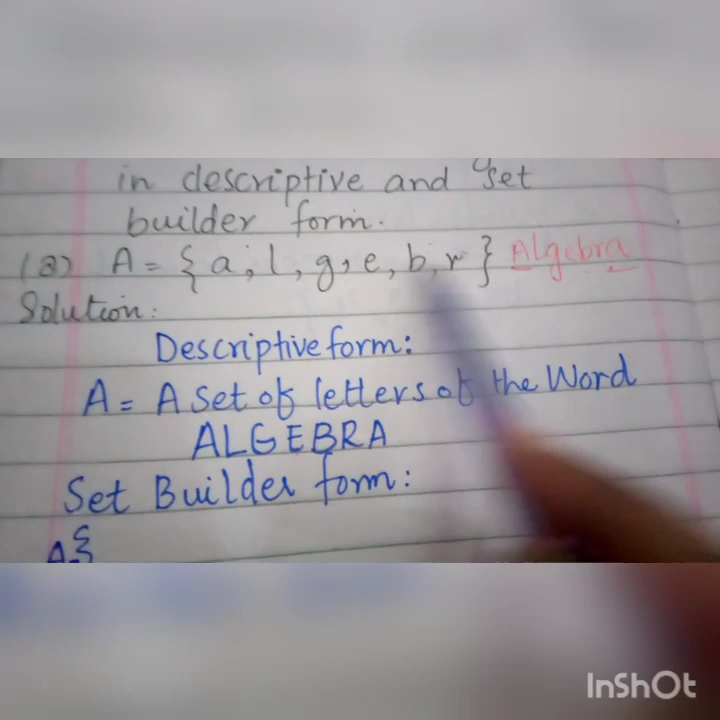 in descriptive and set
builder form.
(a) A = { a, l, g, e, b, r } Algebra
Solution:
Descriptive form:
A = A set of letters of the Word
ALGEBRA
Set Builder form:
A {
InShOt